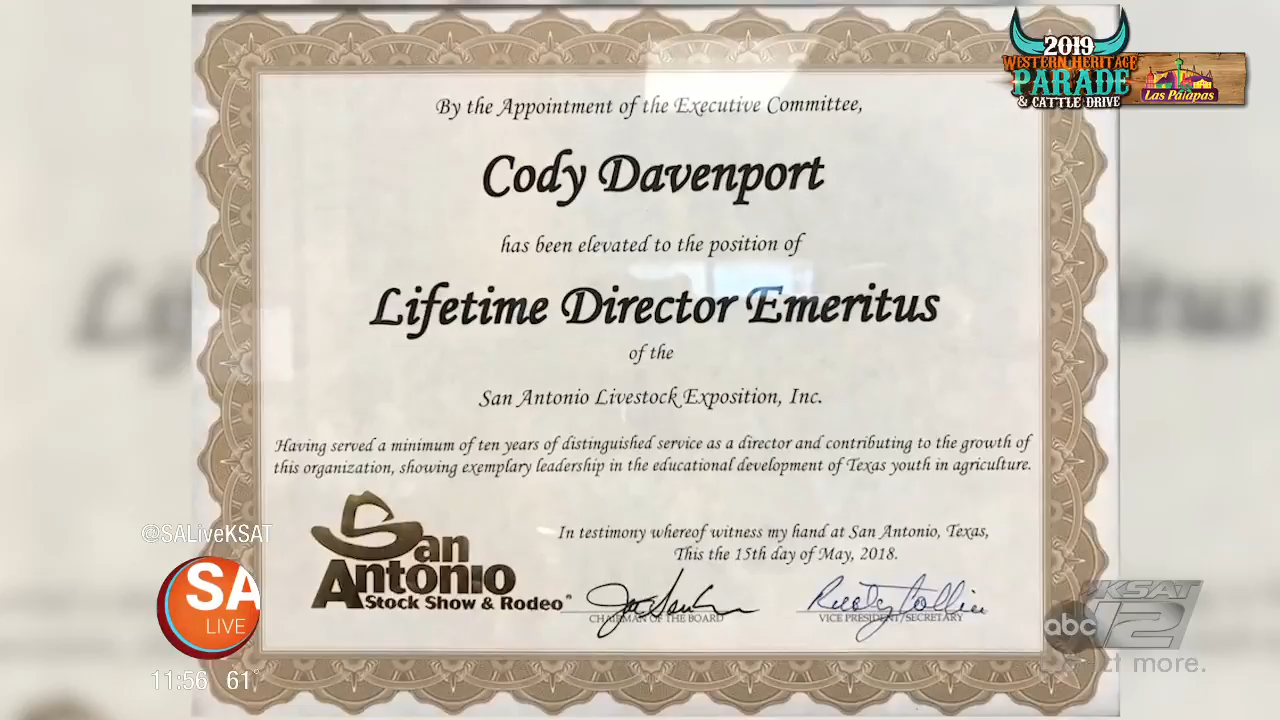 2019
WESTERN HERITAGE
PARADE
& CATTLE DRIVE
Las Palapas
By the Appointment of the Executive Committee,
Cody Davenport
has been elevated to the position of
Lifetime Director Emeritus
of the
San Antonio Livestock Exposition, Inc.
Having served a minimum of ten years of distinguished service as a director and contributing to the growth of
this organization, showing exemplary leadership in the educational development of Texas youth in agriculture.
In testimony whereof witness my hand at San Antonio, Texas,
This the 15th day of May, 2018.
San
Antonio
Stock Show & Rodeo
CHAIRMAN OF THE BOARD
VICE PRESIDENT/SECRETARY
@SALiveKSAT
SA
LIVE
11:56 61°
KSAT
abc 12
more.